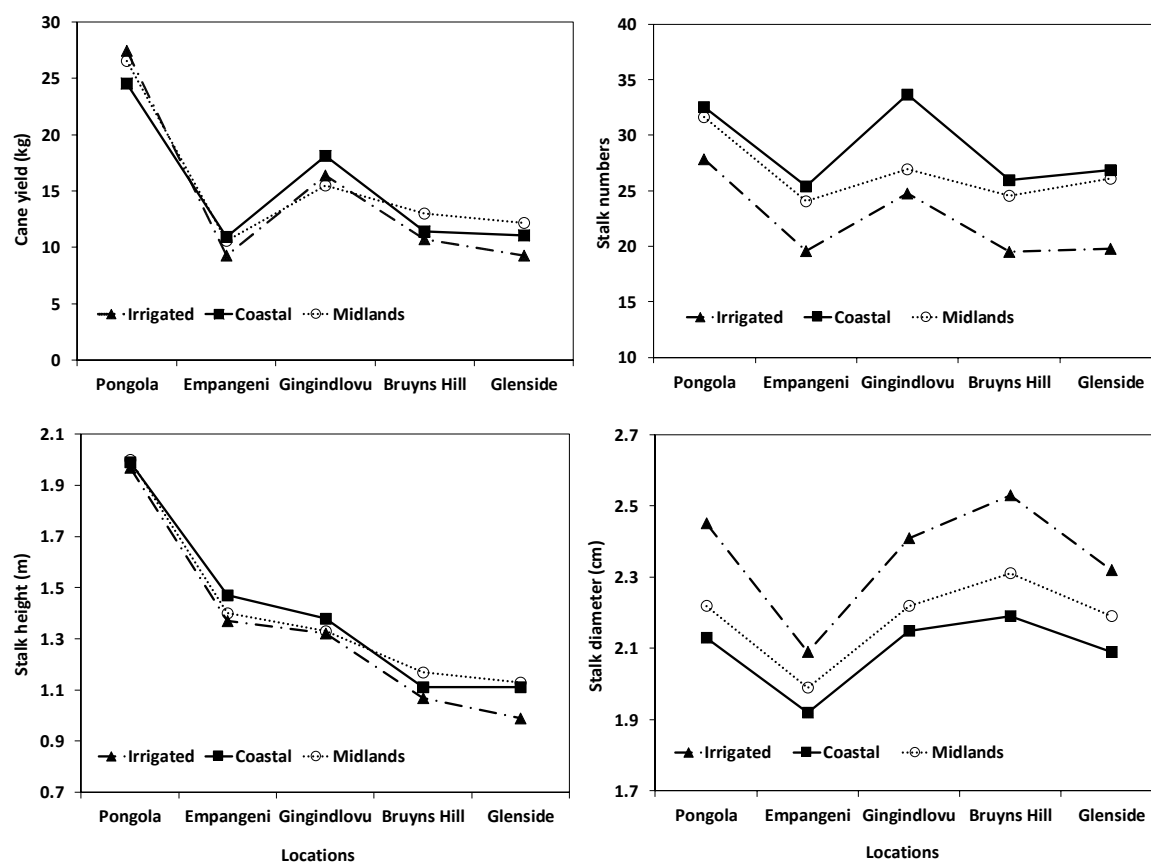 30
25
20
15
10
5
0
Cane yield (kg)
Irrigated Coastal Midlands
Pongola Empangeni Gingindlovu Bruyns Hill Glenside
40
35
30
25
20
15
10
Stalk numbers
Irrigated Coastal Midlands
Pongola Empangeni Gingindlovu Bruyns Hill Glenside
2.1
1.9
1.7
1.5
1.3
1.1
0.9
0.7
Stalk height (m)
Irrigated Coastal Midlands
Pongola Empangeni Gingindlovu Bruyns Hill Glenside
Locations
2.7
2.5
2.3
2.1
1.9
1.7
Stalk diameter (cm)
Irrigated Coastal Midlands
Pongola Empangeni Gingindlovu Bruyns Hill Glenside
Locations